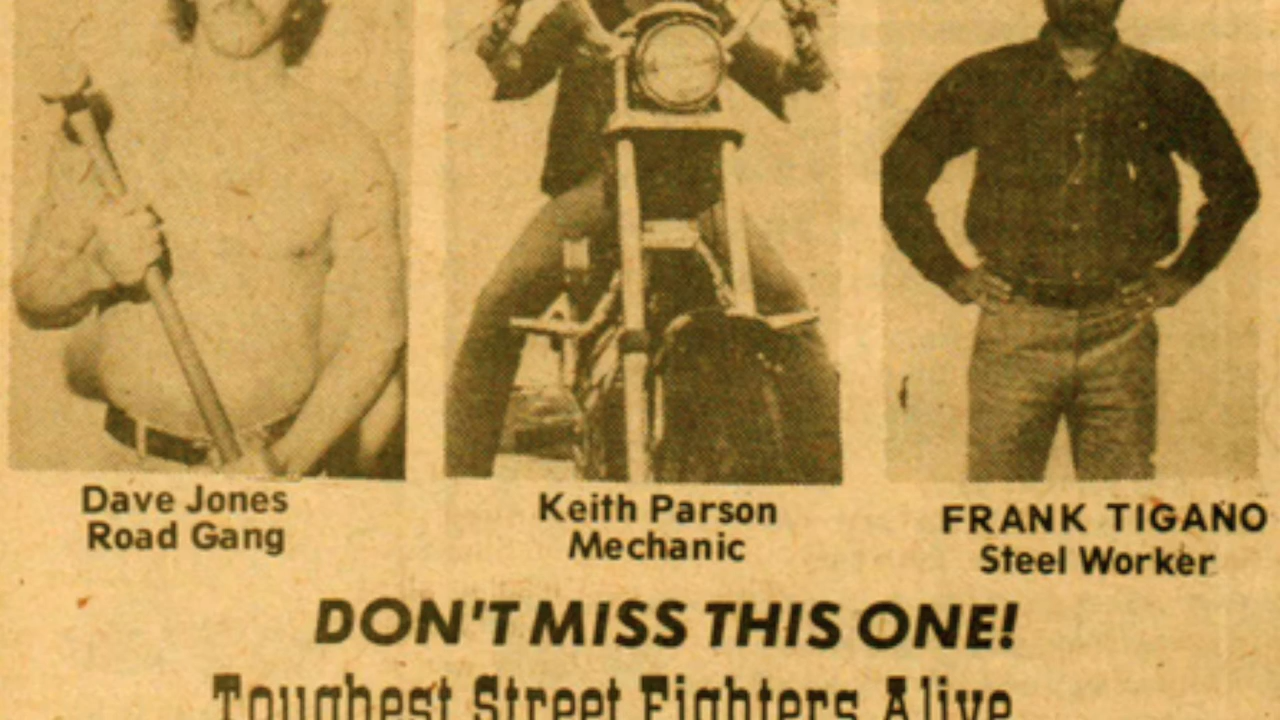 Dave Jones
Road Gang
Keith Parson
Mechanic
FRANK TIGANO
Steel Worker
DON'T MISS THIS ONE!
Toughest Street Fighters Alive